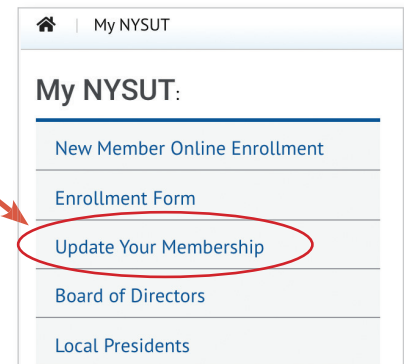 My NYSUT
My NYSUT:
New Member Online Enrollment
Enrollment Form
Update Your Membership
Board of Directors
Local Presidents